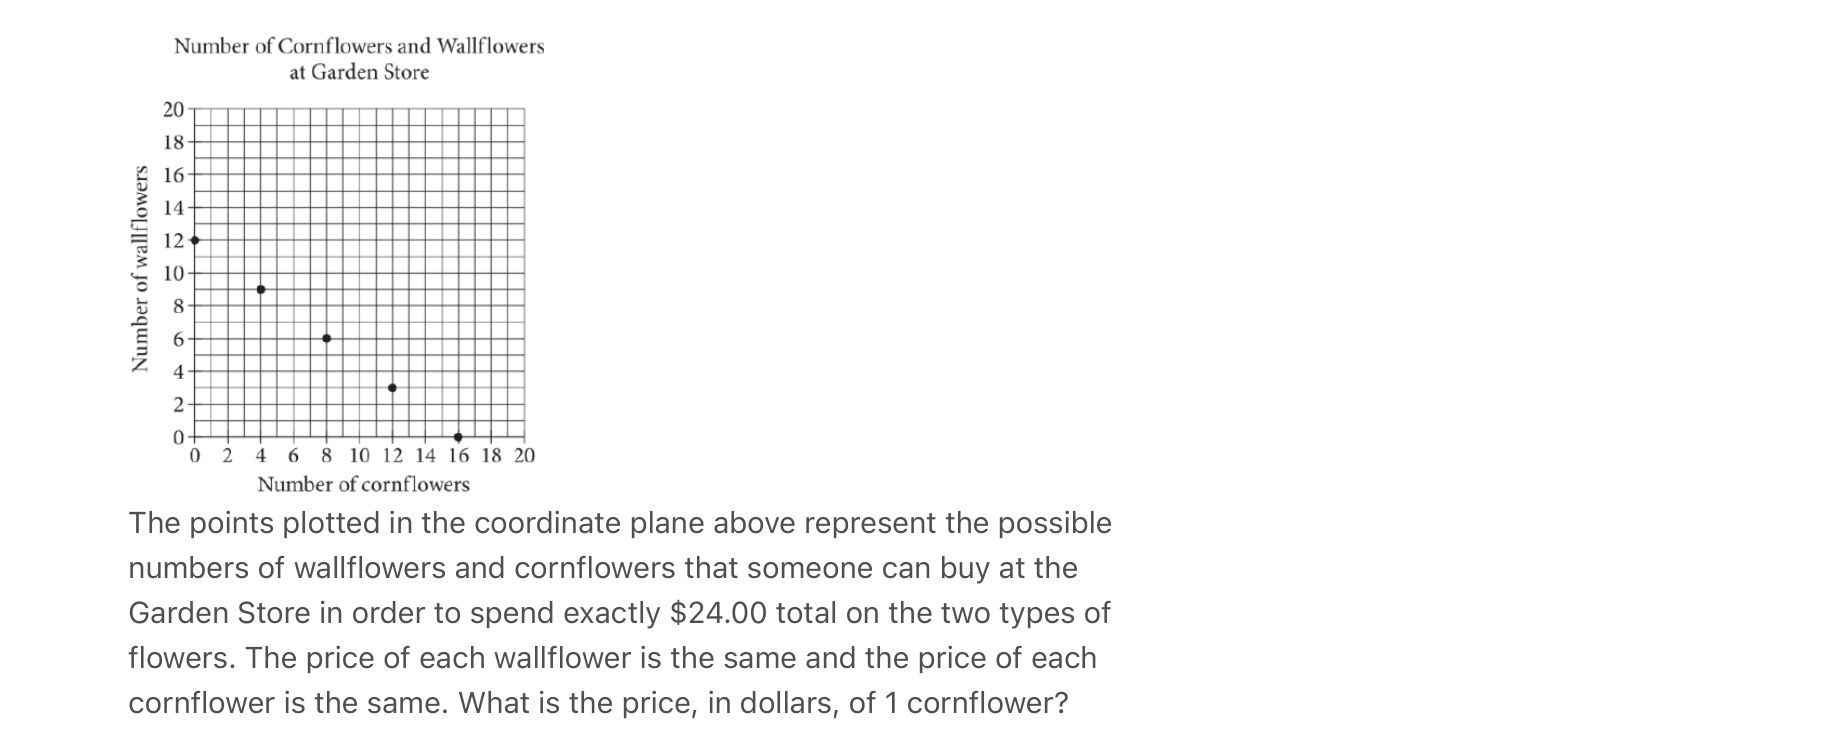 Number of Cornflowers and Wallflowers
at Garden Store
Number of wallflowers
20
18
16
14
12
10
8
6
4
2
0
0 2 4 6 8 10 12 14 16 18 20
Number of cornflowers
The points plotted in the coordinate plane above represent the possible
numbers of wallflowers and cornflowers that someone can buy at the
Garden Store in order to spend exactly $24.00 total on the two types of
flowers. The price of each wallflower is the same and the price of each
cornflower is the same. What is the price, in dollars, of 1 cornflower?